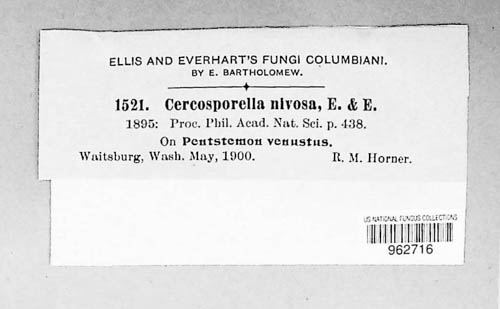 ELLIS AND EVERHART'S FUNGI COLUMBIANI.
BY E. BARTHOLOMEW.
1521. Cercosporella nivosa, E. & E.
1895: Proc. Phil. Acad. Nat. Sci. p. 438.
On Pentstemon venustus.
Waitsburg, Wash. May, 1900. R. M. Horner.
US NATIONAL FUNGUS COLLECTIONS
962716